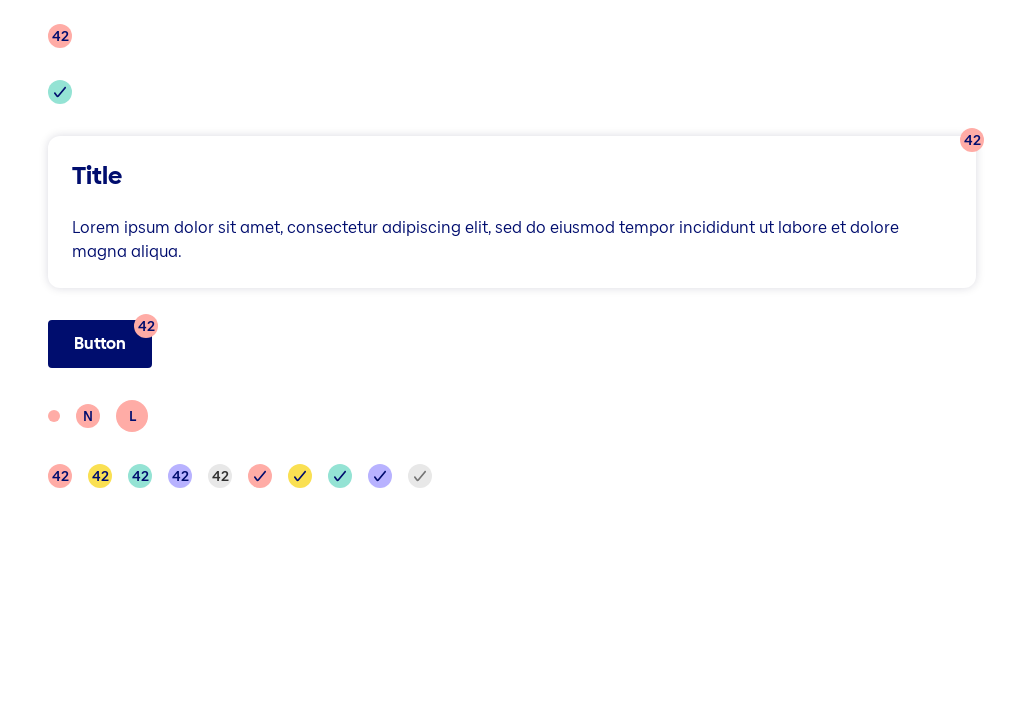 42
42
Title
Lorem ipsum dolor sit amet, consectetur adipiscing elit, sed do eiusmod tempor incididunt ut labore et dolore
magna aliqua.
42
Button
N L
42 42 42 42 42